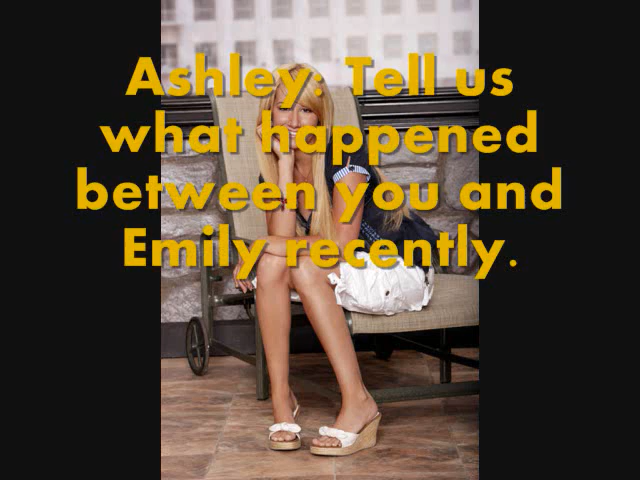 Ashley: Tell us
what happened
between you and
Emily recently.